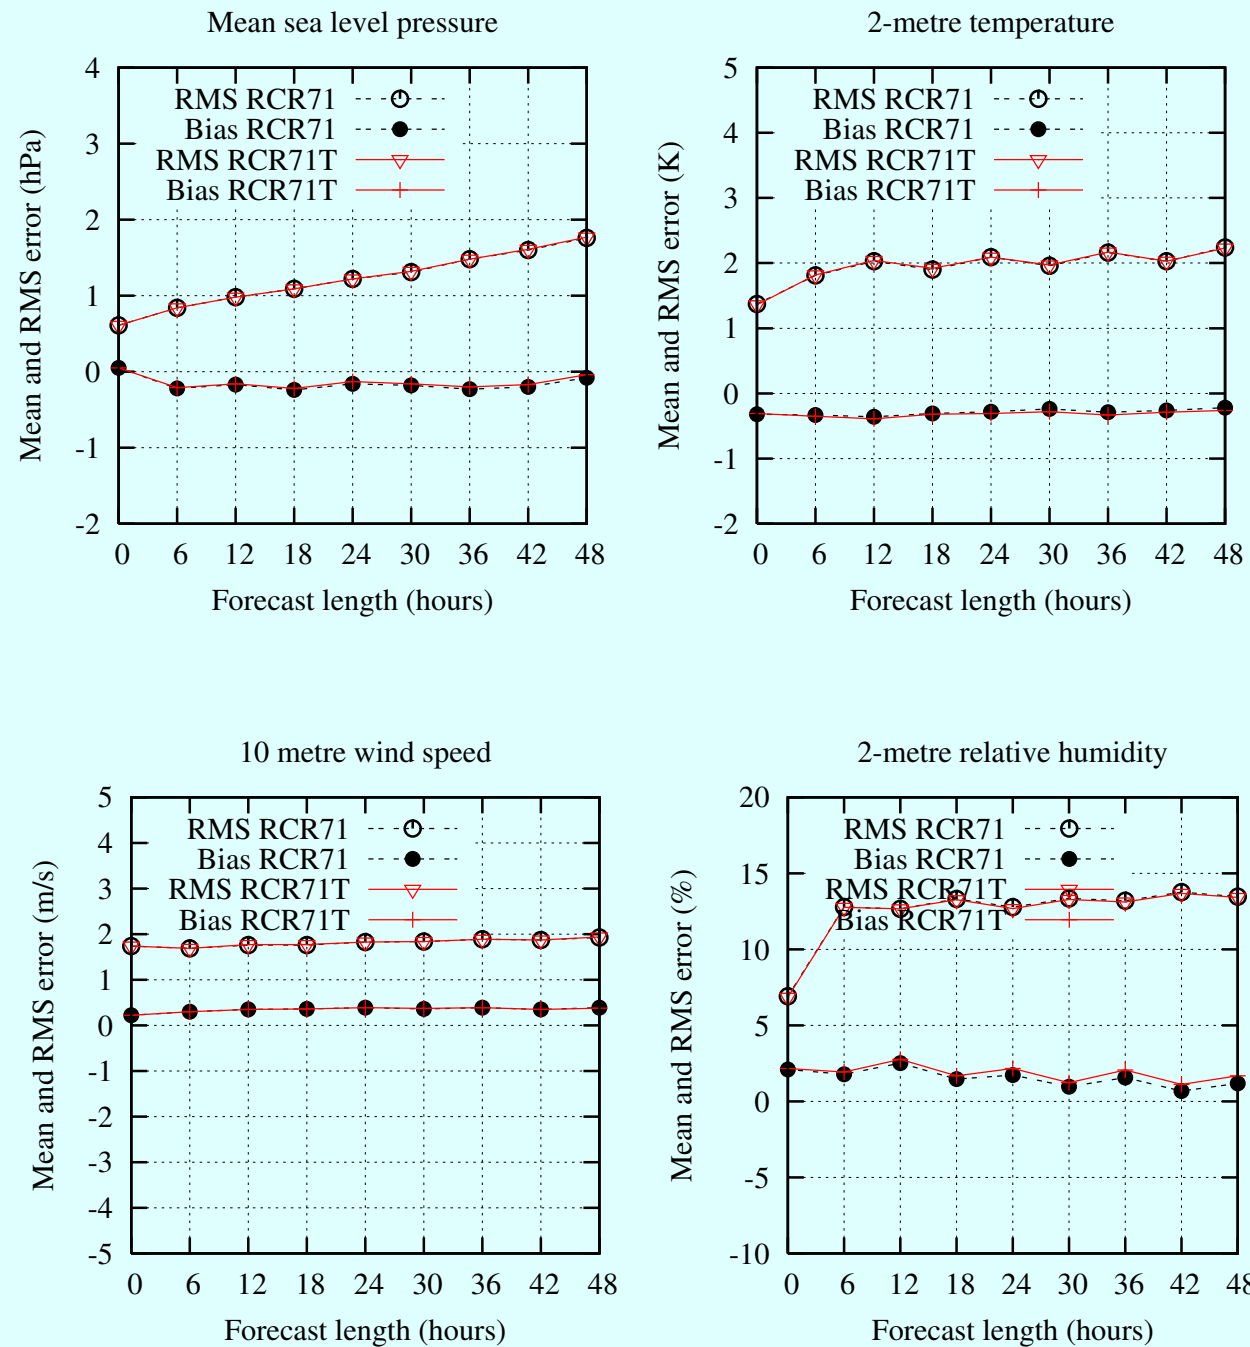 Mean sea level pressure
Mean and RMS error (hPa)
4
3
2
1
0
-1
-2
RMS RCR71
Bias RCR71
RMS RCR71T
Bias RCR71T
0 6 12 18 24 30 36 42 48
Forecast length (hours)
2-metre temperature
Mean and RMS error (K)
5
4
3
2
1
0
-1
-2
RMS RCR71
Bias RCR71
RMS RCR71T
Bias RCR71T
0 6 12 18 24 30 36 42 48
Forecast length (hours)
10 metre wind speed
Mean and RMS error (m/s)
5
4
3
2
1
0
-1
-2
-3
-4
-5
RMS RCR71
Bias RCR71
RMS RCR71T
Bias RCR71T
0 6 12 18 24 30 36 42 48
Forecast length (hours)
2-metre relative humidity
Mean and RMS error (%)
20
15
10
5
0
-5
-10
RMS RCR71
Bias RCR71
RMS RCR71T
Bias RCR71T
0 6 12 18 24 30 36 42 48
Forecast length (hours)